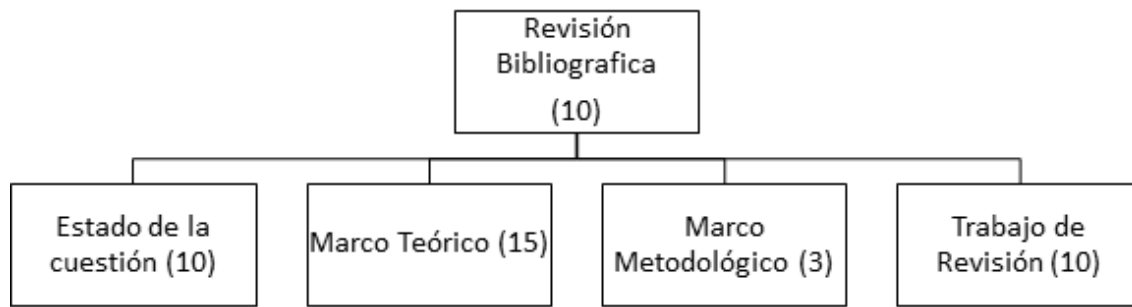 Revisión
Bibliografica
(10)
Estado de la
cuestión (10)
Marco Teórico (15)
Marco
Metodológico (3)
Trabajo de
Revisión (10)